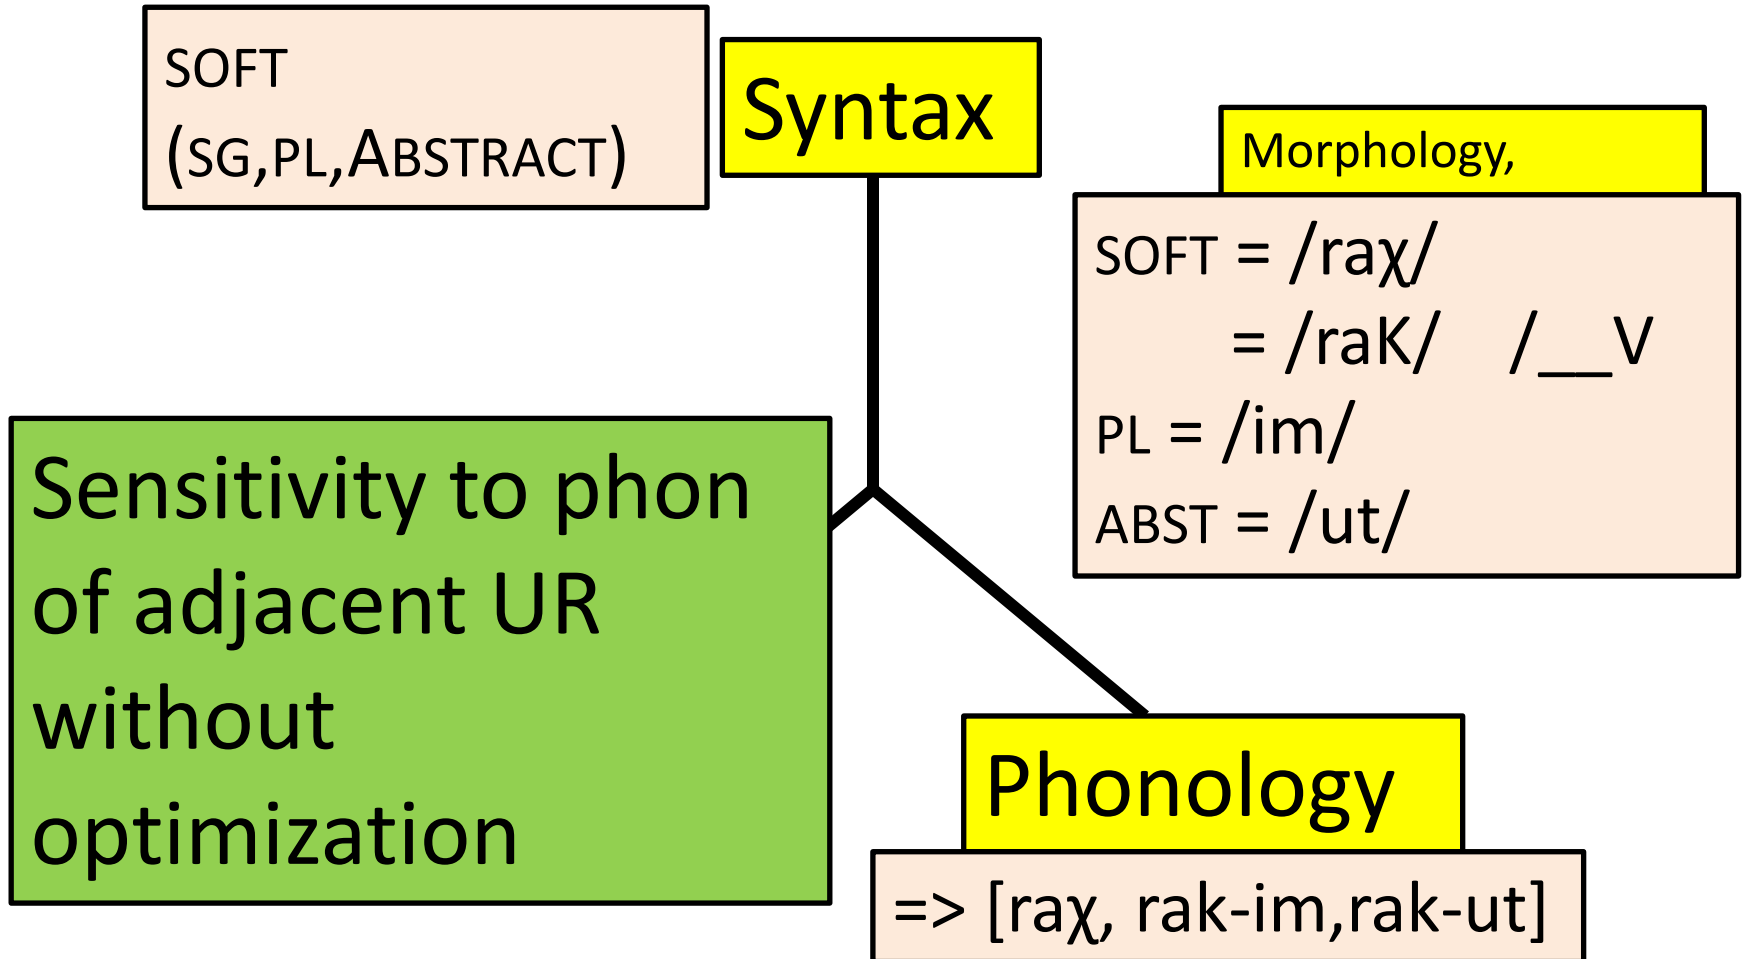 SOFT
(SG,PL,ABSTRACT)
Syntax
Morphology,
SOFT = /raχ/
= /raK/ /__V
PL = /im/
ABST = /ut/
Sensitivity to phon
of adjacent UR
without
optimization
Phonology
=> [raχ, rak-im,rak-ut]